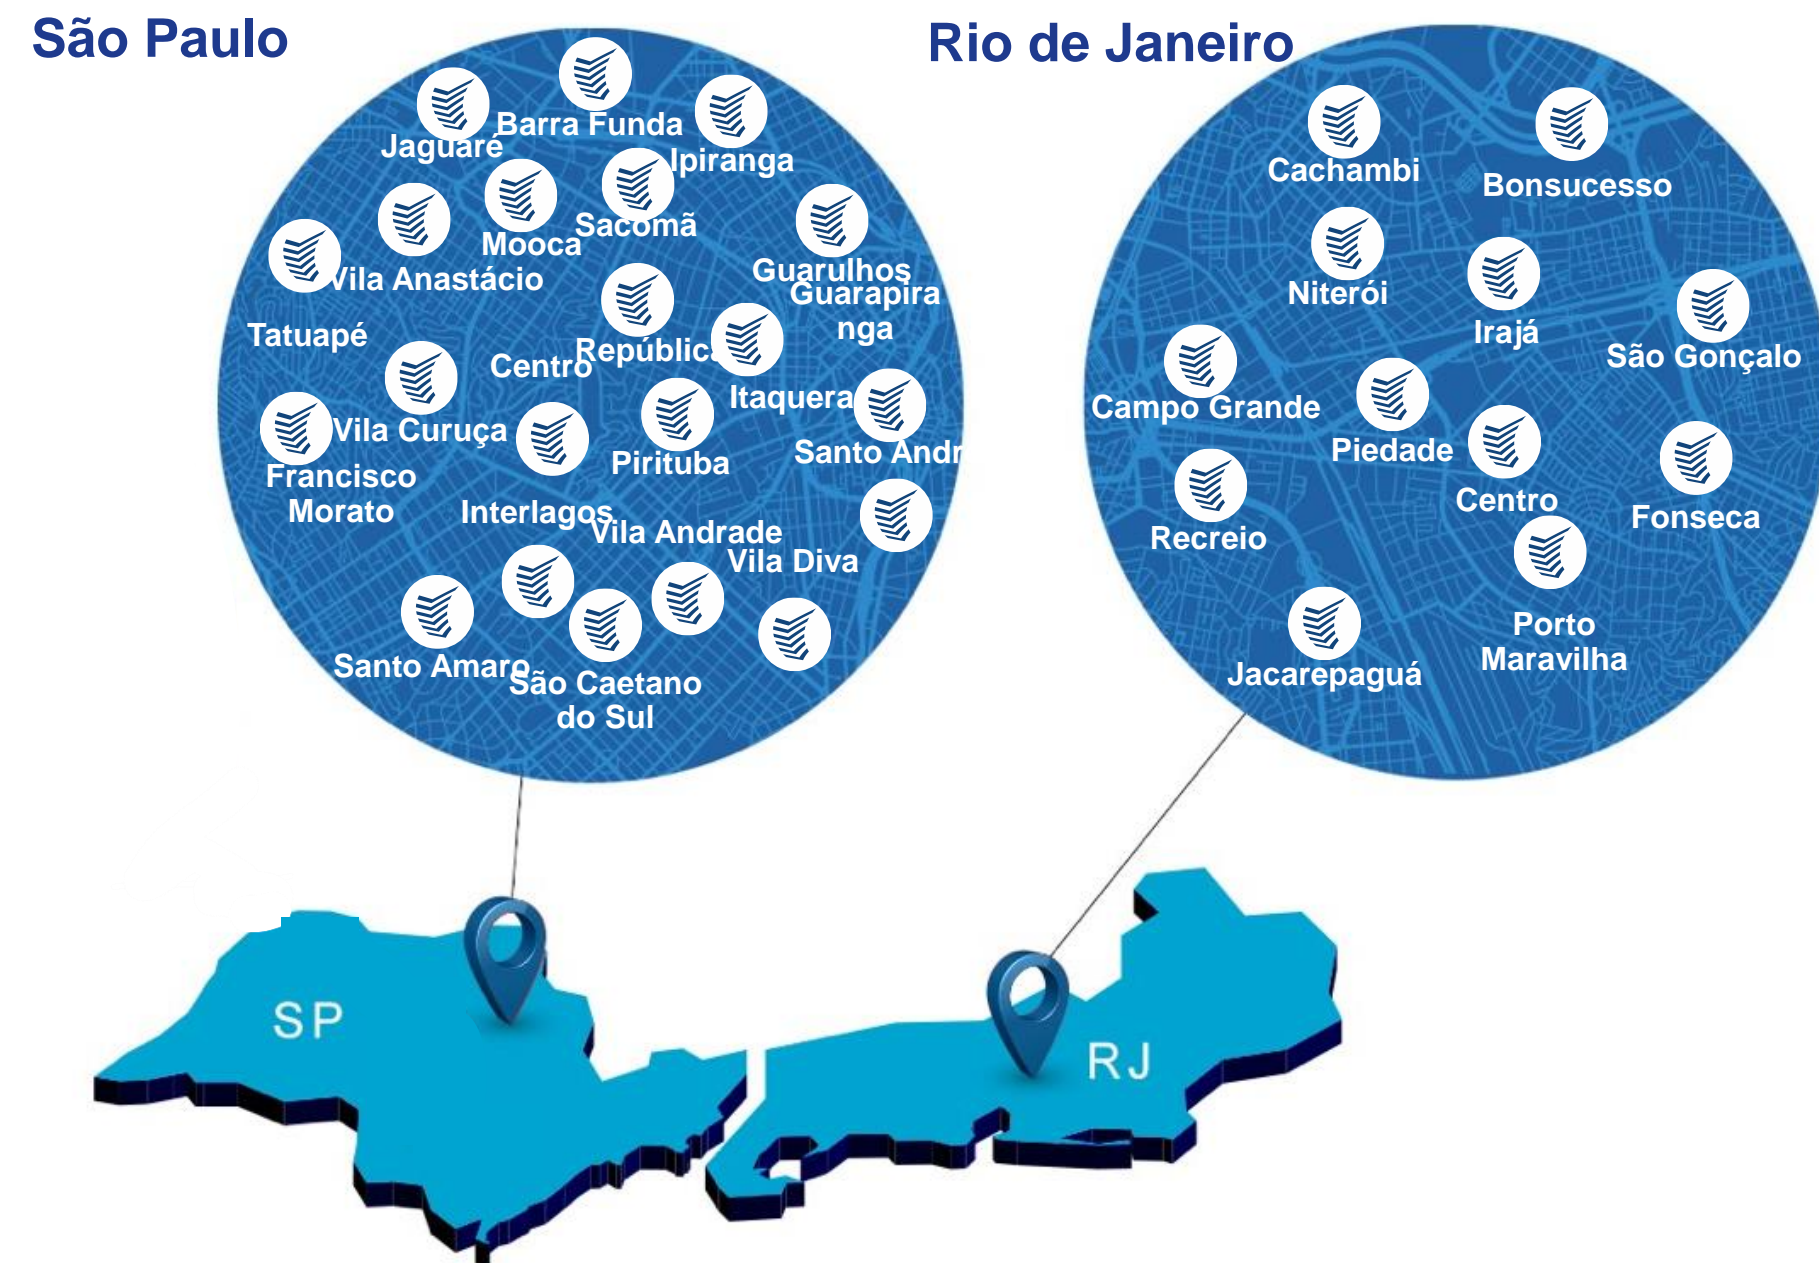 São Paulo
Barra Funda
Jaguaré
Ipiranga
Sacomã
Mooca
Vila Anastácio
Guarulhos
Guarapira
nga
Tatuapé
República
Centro
Itaquera
Vila Curuça
Santo Andr
Pirituba
Francisco
Morato
Interlagos
Vila Andrade
Vila Diva
Santo Amaro
São Caetano
do Sul
Rio de Janeiro
Cachambi
Bonsucesso
Niterói
Irajá
São Gonçalo
Campo Grande
Piedade
Centro
Fonseca
Recreio
Porto
Maravilha
Jacarepaguá
SP
RJ